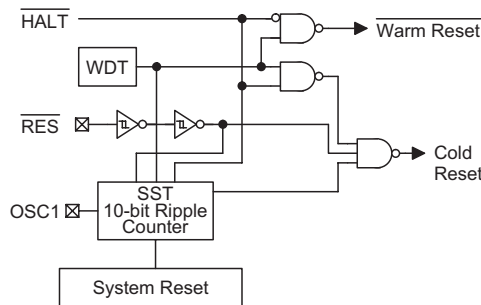 HALT
Warm Reset
WDT
RES
Cold
Reset
SST
10-bit Ripple
Counter
OSC1
System Reset